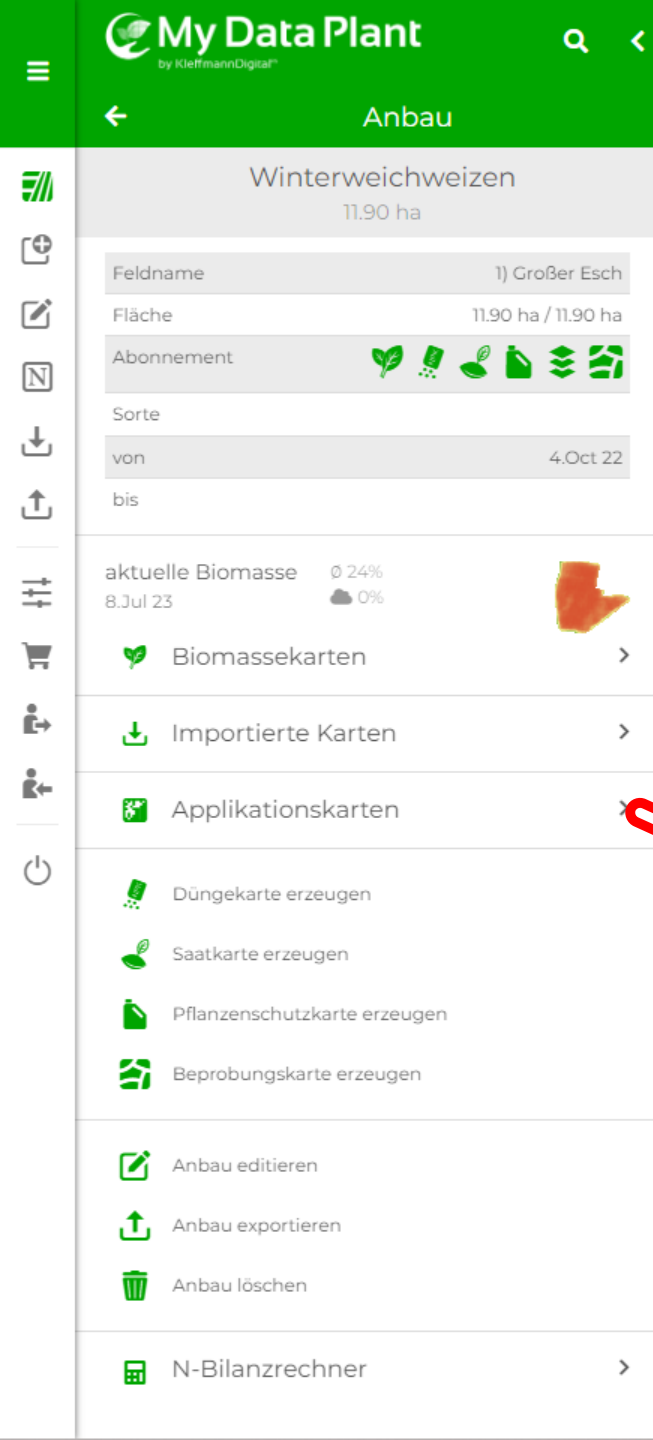 My Data Plant
by KleffmannDigital™
Anbau
Winterweichweizen
11.90 ha
Feldname 1) Großer Esch
Fläche 11.90 ha / 11.90 ha
Abonnement
Sorte
von 4.Oct 22
bis
aktuelle Biomasse Ø 24%
8.Jul 23 0%
Biomassekarten
Importierte Karten
Applikationskarten
Düngekarte erzeugen
Saatkarte erzeugen
Pflanzenschutzkarte erzeugen
Beprobungskarte erzeugen
Anbau editieren
Anbau exportieren
Anbau löschen
N-Bilanzrechner
N